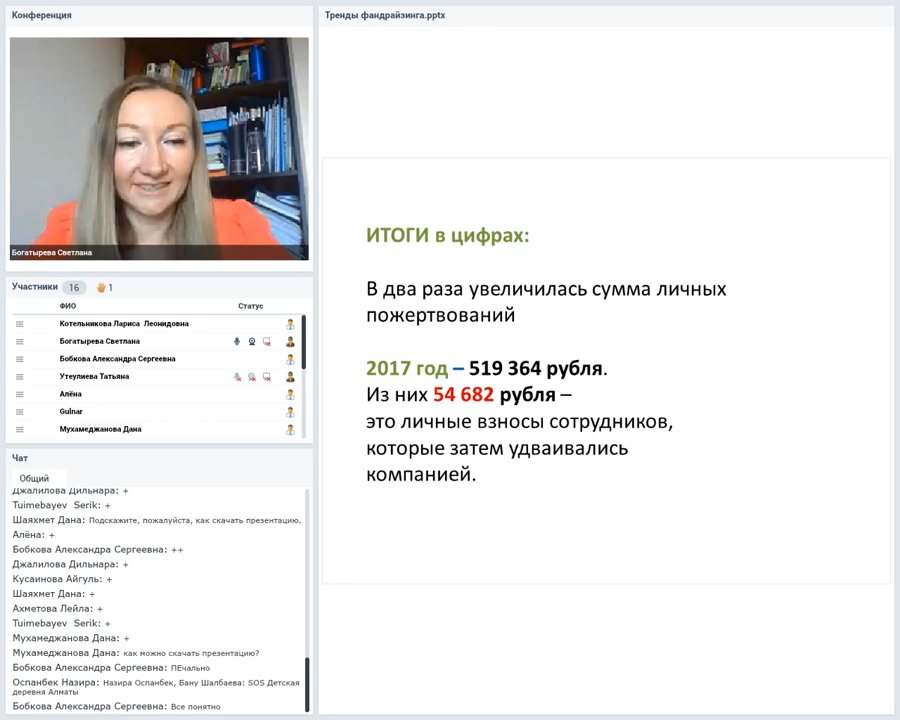 Конференция
Богатырева Светлана
Участники 16 1
ФИО Статус
Котельникова Лариса Леонидовна
Богатырева Светлана
Бобкова Александра Сергеевна
Утеулиева Татьяна
Алёна
Gulnar
Мухамеджанова Дана
Чат
Общий
Джалилова Дильнара: +
Tuimebayev Serik: +
Шаяхмет Дана: Подскажите, пожалуйста, как скачать презентацию.
Алёна: +
Бобкова Александра Сергеевна: ++
Джалилова Дильнара: +
Кусаинова Айгуль: +
Шаяхмет Дана: +
Ахметова Лейла: +
Tuimebayev Serik: +
Мухамеджанова Дана: +
Мухамеджанова Дана: как можно скачать презентацию?
Бобкова Александра Сергеевна: ПЕчально
Оспанбек Назира: Назира Оспанбек, Бану Шалбаева: SOS Детская
деревня Алматы
Бобкова Александра Сергеевна: Все понятно
Тренды фандрайзинга.pptx
ИТОГИ в цифрах:
В два раза увеличилась сумма личных
пожертвований
2017 год – 519 364 рубля.
Из них 54 682 рубля –
это личные взносы сотрудников,
которые затем удваивались
компанией.